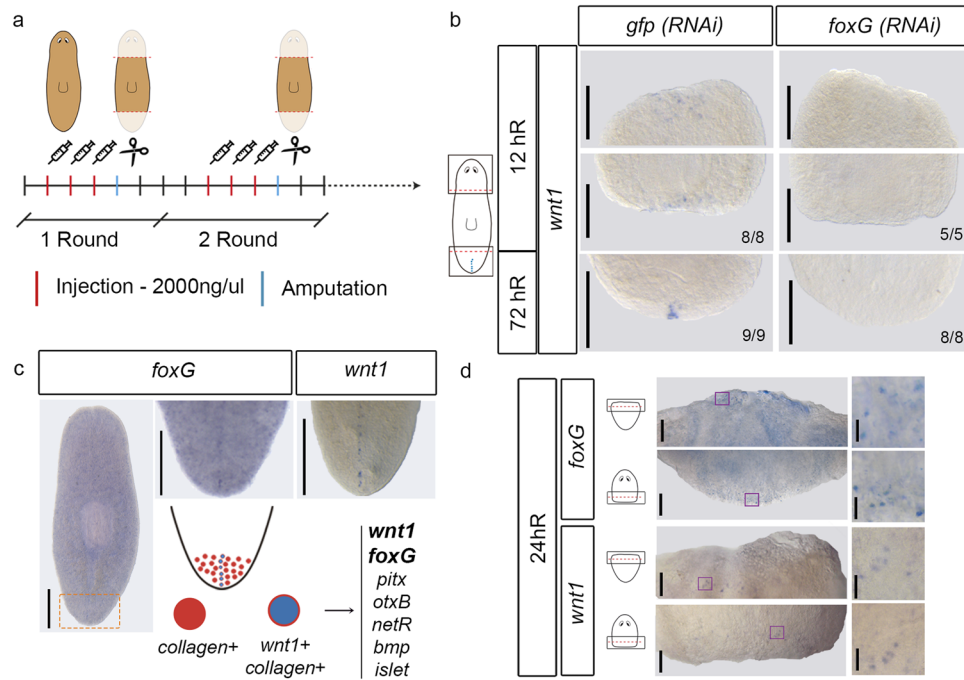 a
1 Round
2 Round
Injection - 2000ng/ul
Amputation
b
gfp (RNAi)
foxG (RNAi)
12 hR
72 hR
wnt1
8/8
5/5
9/9
8/8
c
foxG
wnt1
collagen+
wnt1+
collagen+
wnt1
foxG
pitx
otxB
netR
bmp
islet
d
24hR
foxG
wnt1